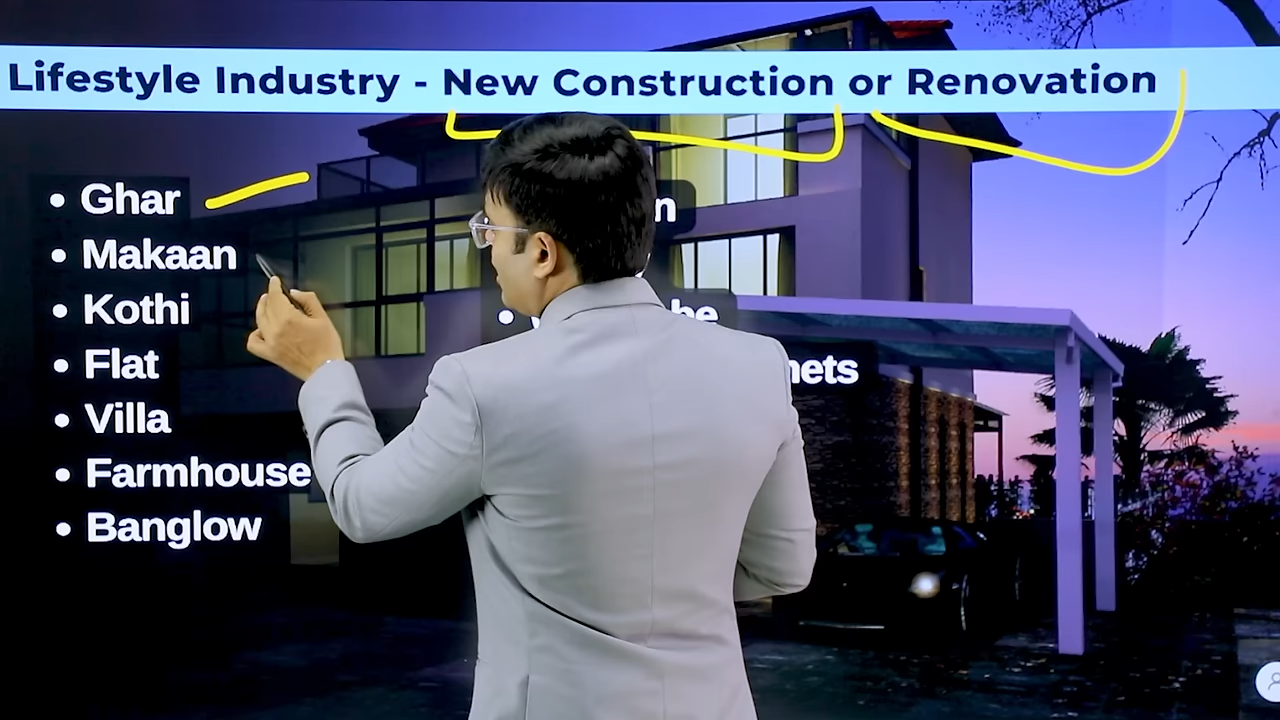 Lifestyle Industry - New Construction or Renovation
• Ghar
• Makaan
• Kothi
• Flat
• Villa
• Farmhouse
• Banglow